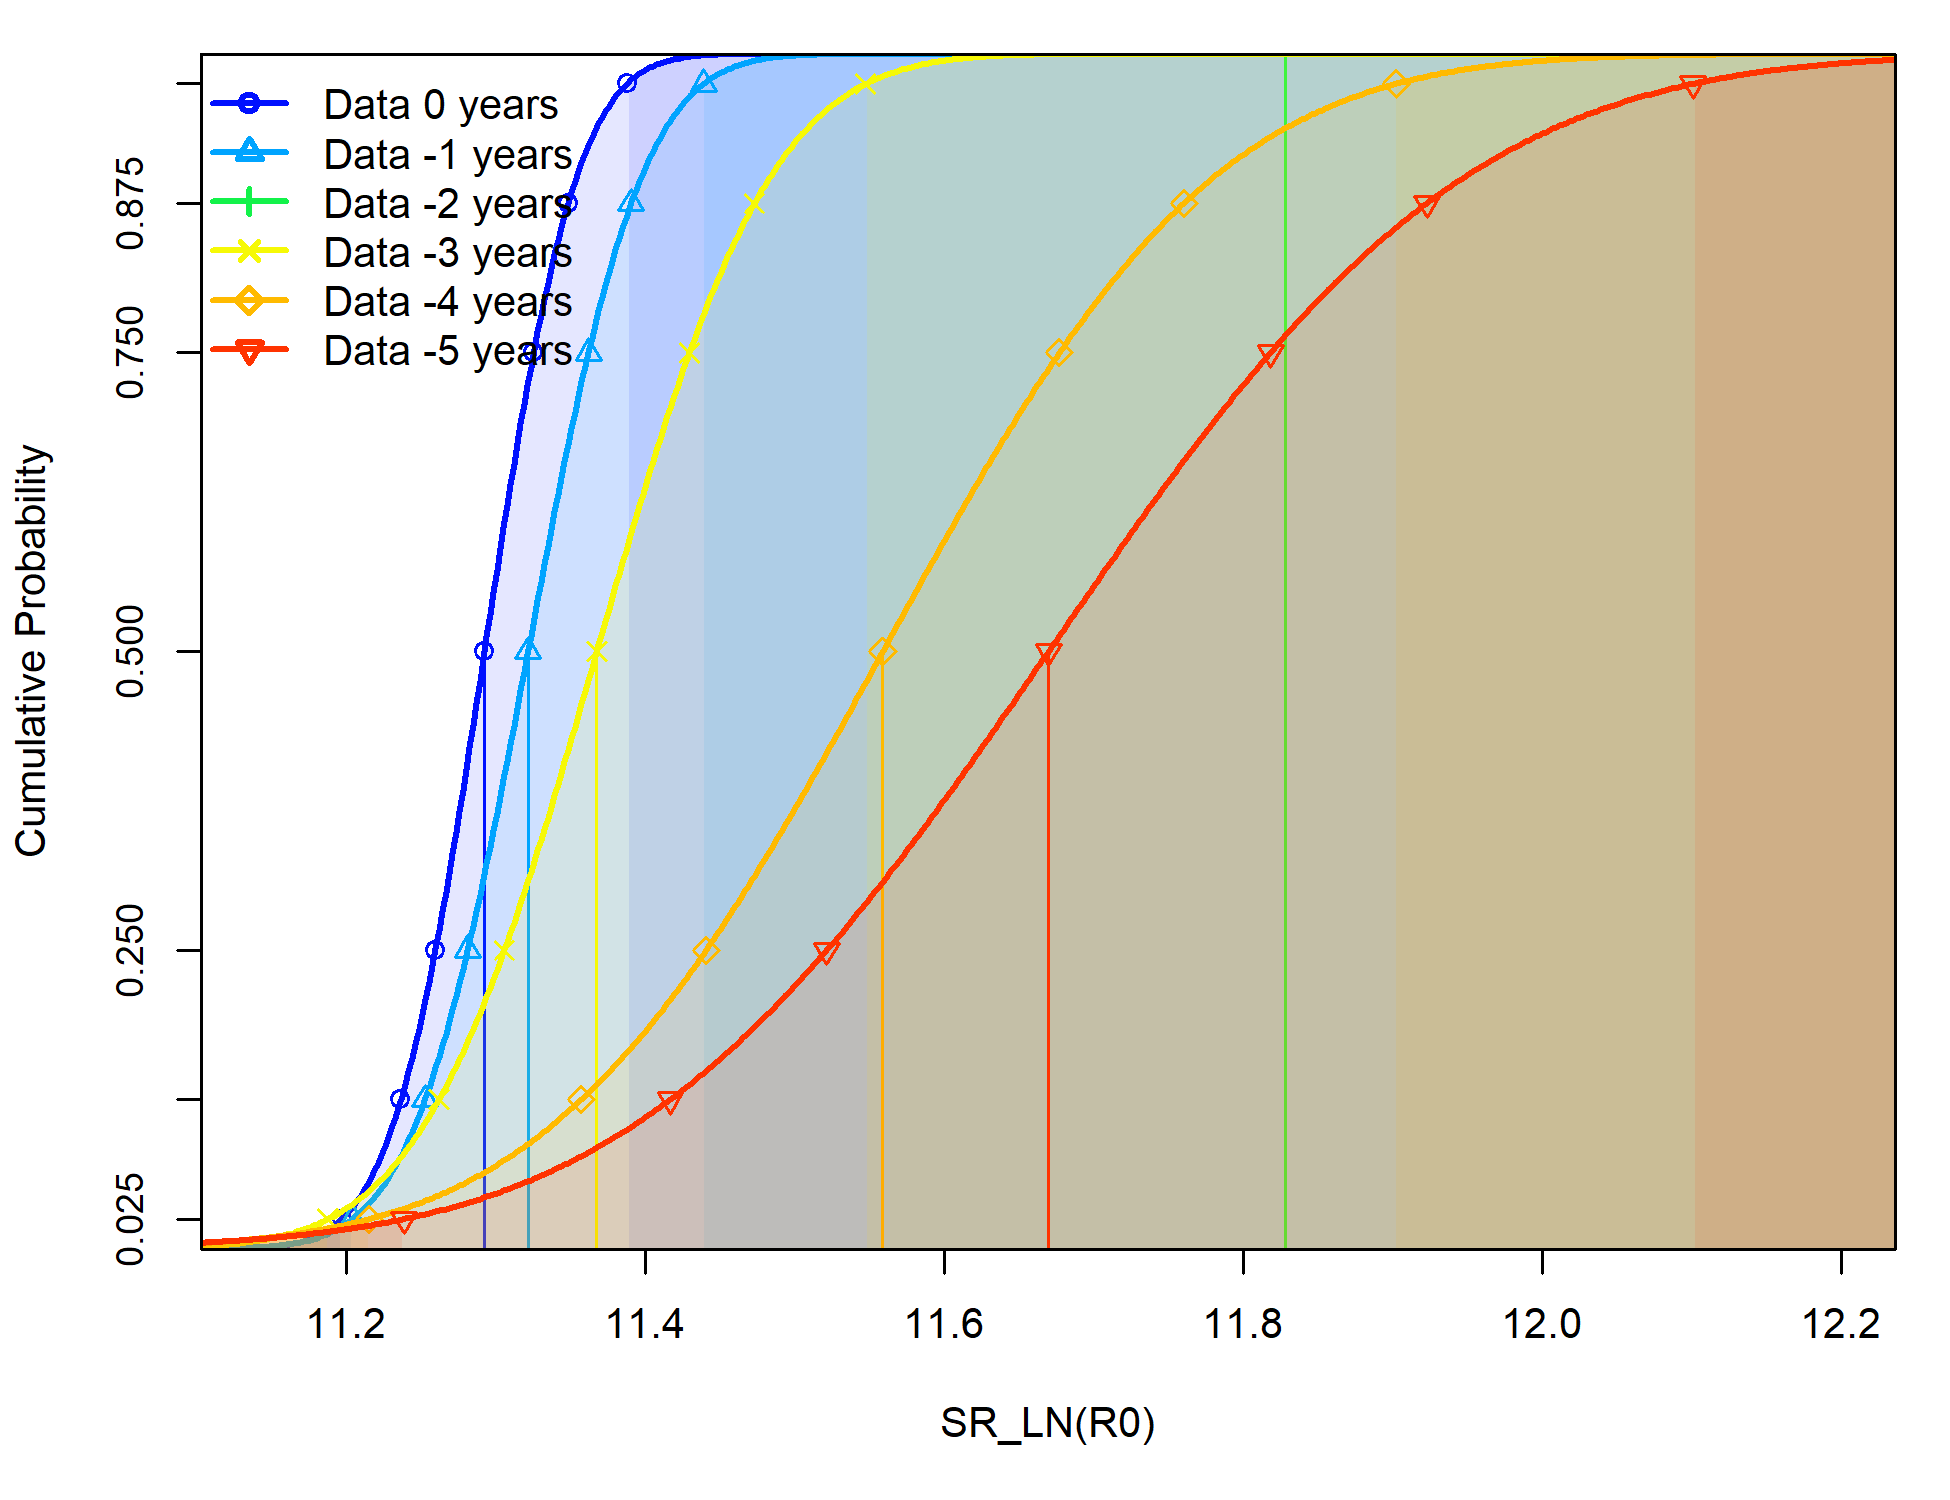 Data 0 years
Data -1 years
Data -2 years
Data -3 years
Data -4 years
Data -5 years
Cumulative Probability
0.875
0.750
0.500
0.250
0.025
11.2 11.4 11.6 11.8 12.0 12.2
SR_LN(R0)